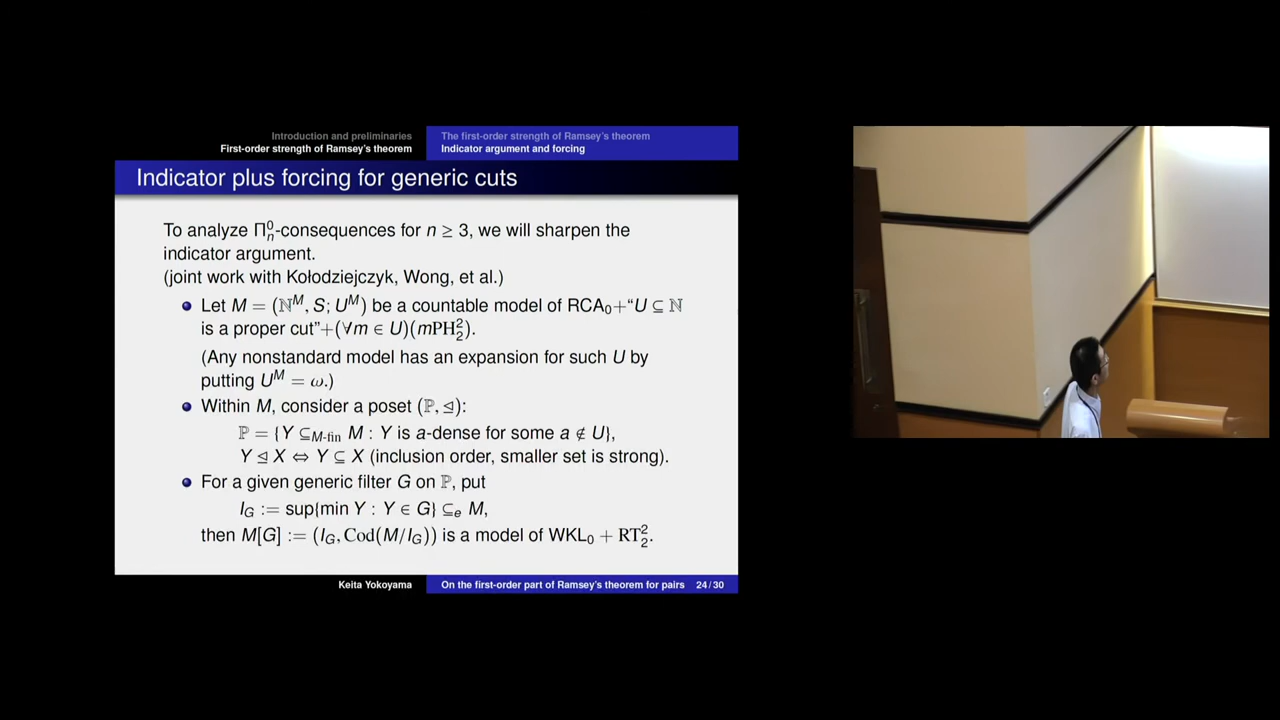 Introduction and preliminaries
First-order strength of Ramsey's theorem
The first-order strength of Ramsey's theorem
Indicator argument and forcing
Indicator plus forcing for generic cuts
To analyze Π⁰ₙ-consequences for n ≥ 3, we will sharpen the
indicator argument.
(joint work with Kołodziejczyk, Wong, et al.)
Let M = (ℕᴹ, S; Uᴹ) be a countable model of RCA₀+“U ⊆ ℕ
is a proper cut”+(∀m ∈ U)(mPH²₂).
(Any nonstandard model has an expansion for such U by
putting Uᴹ = ω.)
Within M, consider a poset (ℙ, ⊴):
ℙ = {Y ⊆_{M-fin} M : Y is a-dense for some a ∉ U},
Y ⊴ X ⇔ Y ⊆ X (inclusion order, smaller set is strong).
For a given generic filter G on ℙ, put
I_G := sup{min Y : Y ∈ G} ⊆ₑ M,
then M[G] := (I_G, Cod(M/I_G)) is a model of WKL₀ + RT²₂.
Keita Yokoyama
On the first-order part of Ramsey's theorem for pairs
24 / 30